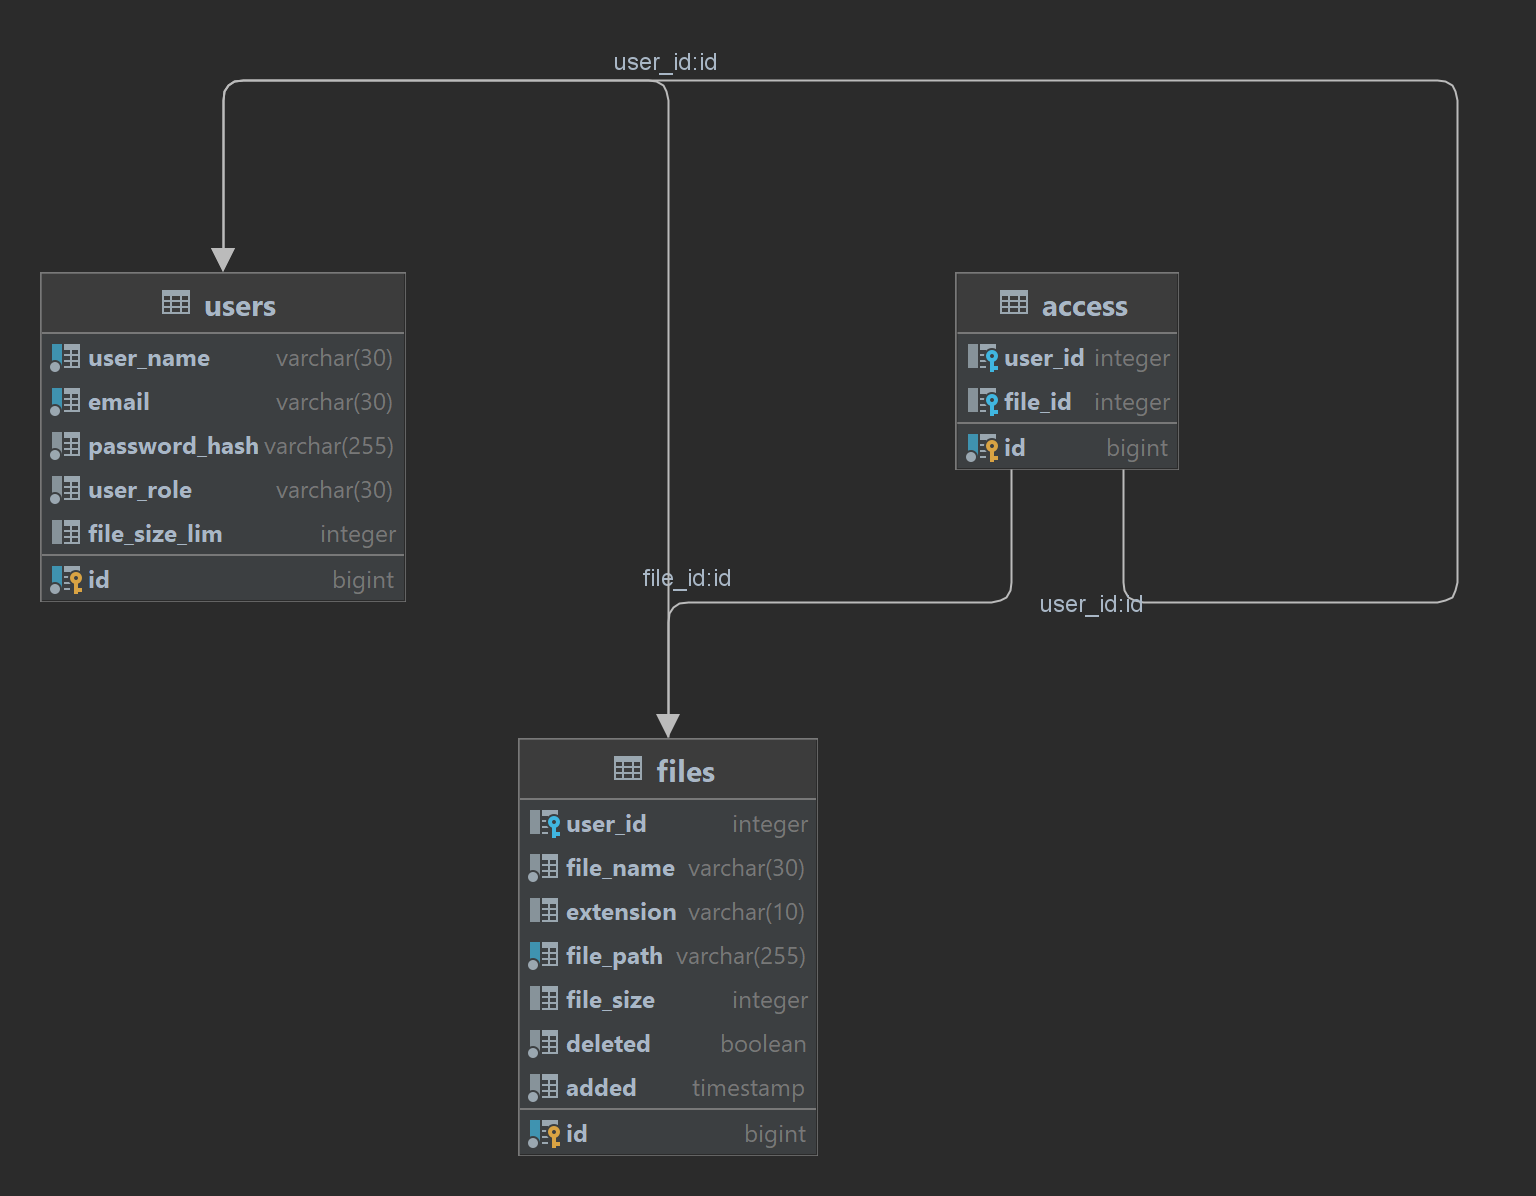 user_id:id
users
user_name varchar(30)
email varchar(30)
password_hash varchar(255)
user_role varchar(30)
file_size_lim integer
id bigint
access
user_id integer
file_id integer
id bigint
file_id:id
user_id:id
files
user_id integer
file_name varchar(30)
extension varchar(10)
file_path varchar(255)
file_size integer
deleted boolean
added timestamp
id bigint